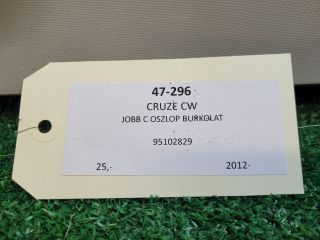 47-296
CRUZE CW
JOBB C OSZLOP BURKOLAT
95102829
25,- 2012-